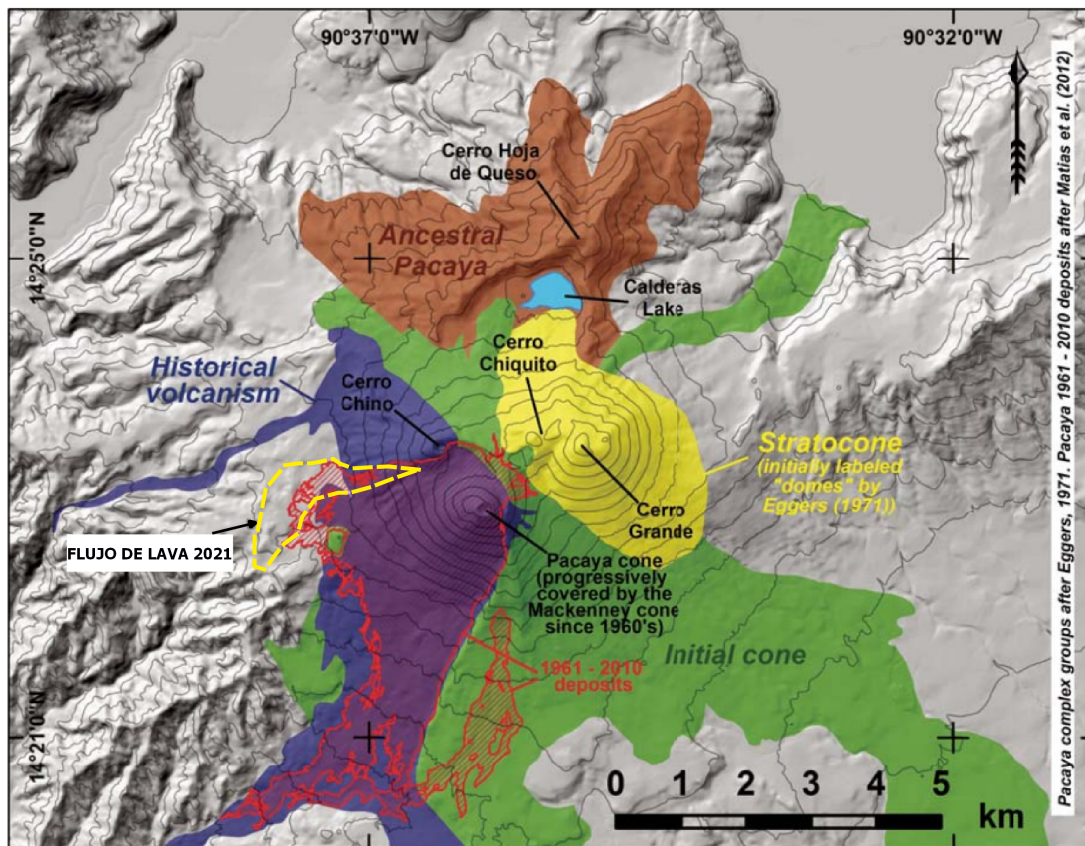 90°37'0"W
90°32'0"W
Cerro Hoja
de Queso
Ancestral
Pacaya
14°25'0"N
Calderas
Lake
Cerro
Chiquito
Historical
volcanism
Cerro
Chino
Stratocone
(initially labeled
"domes" by
Eggers (1971))
Cerro
Grande
FLUJO DE LAVA 2021
Pacaya cone
(progressively
covered by the
Mackenney cone
since 1960's)
Initial cone
1961 - 2010
deposits
14°21'0"N
0 1 2 3 4 5
km
Pacaya complex groups after Eggers, 1971. Pacaya 1961 - 2010 deposits after Matías et al. (2012)